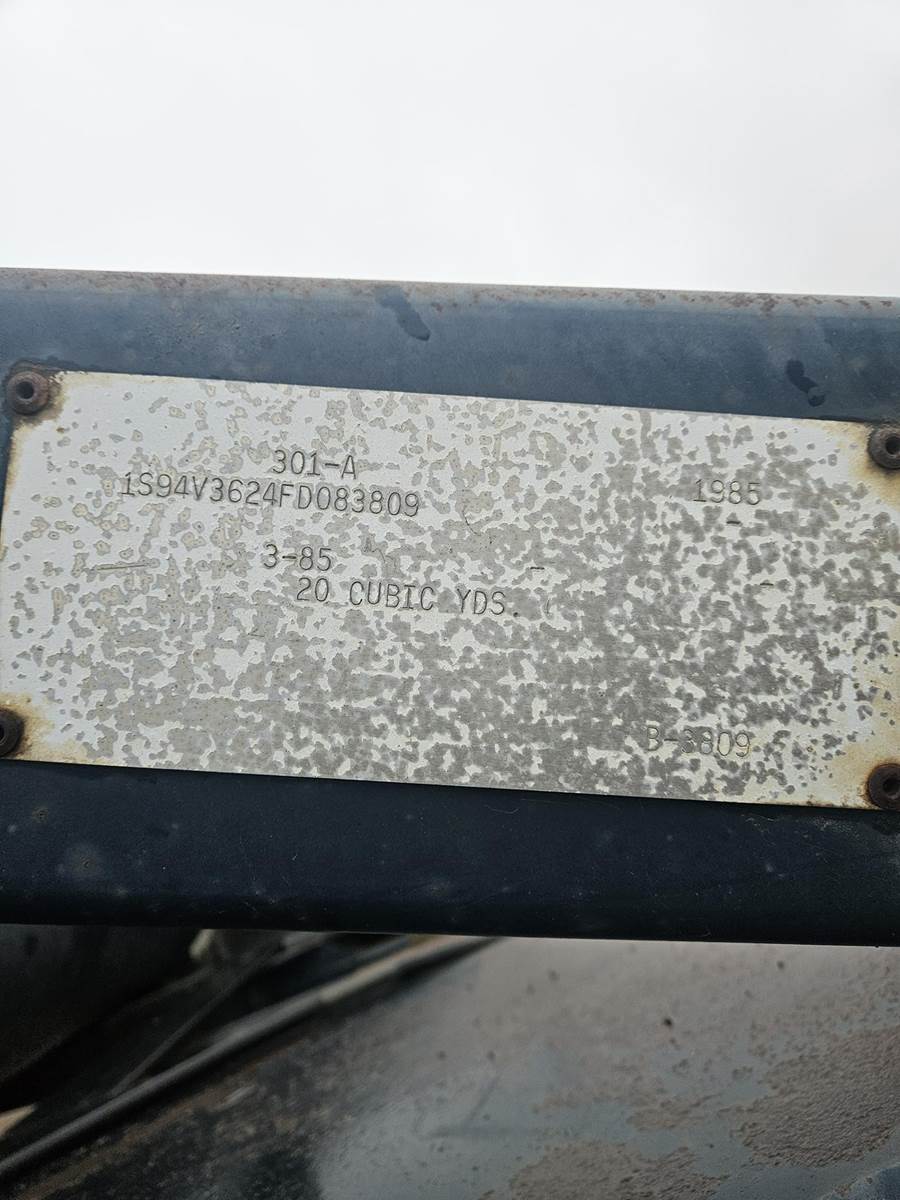 301-A
1S94V3624FD083809 1985
3-85
20 CUBIC YDS.
B-3809